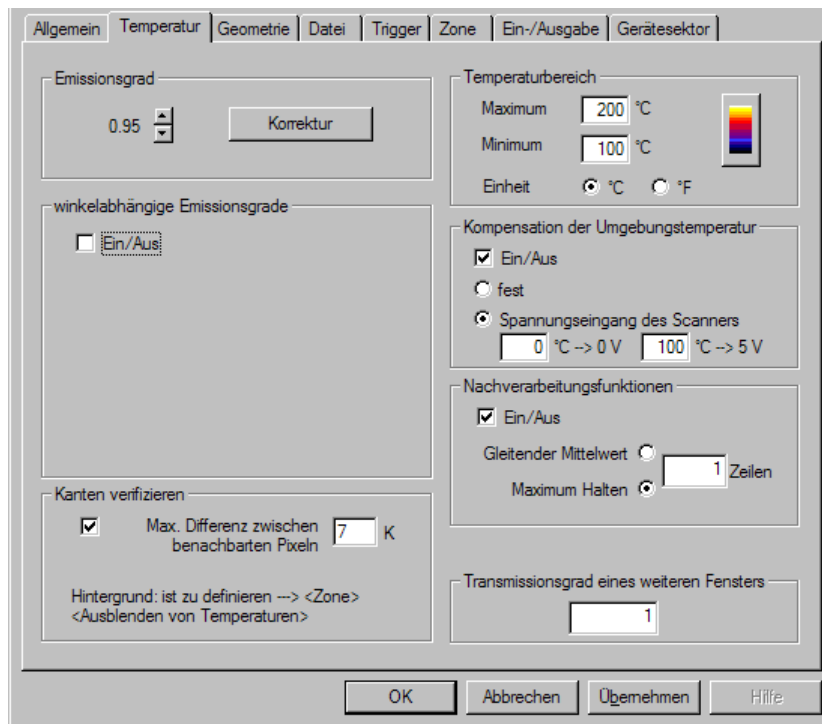 Allgemein Temperatur Geometrie Datei Trigger Zone Ein-/Ausgabe Gerätesektor
Emissionsgrad
0.95 Korrektur
winkelabhängige Emissionsgrade
Ein/Aus
Kanten verifizieren
Max. Differenz zwischen
benachbarten Pixeln 7 K
Hintergrund: ist zu definieren ---> <Zone>
<Ausblenden von Temperaturen>
Temperaturbereich
Maximum 200 °C
Minimum 100 °C
Einheit °C °F
Kompensation der Umgebungstemperatur
Ein/Aus
fest
Spannungseingang des Scanners
0 °C --> 0 V 100 °C --> 5 V
Nachverarbeitungsfunktionen
Ein/Aus
Gleitender Mittelwert
1 Zeilen
Maximum Halten
Transmissionsgrad eines weiteren Fensters
1
OK Abbrechen Übernehmen Hilfe